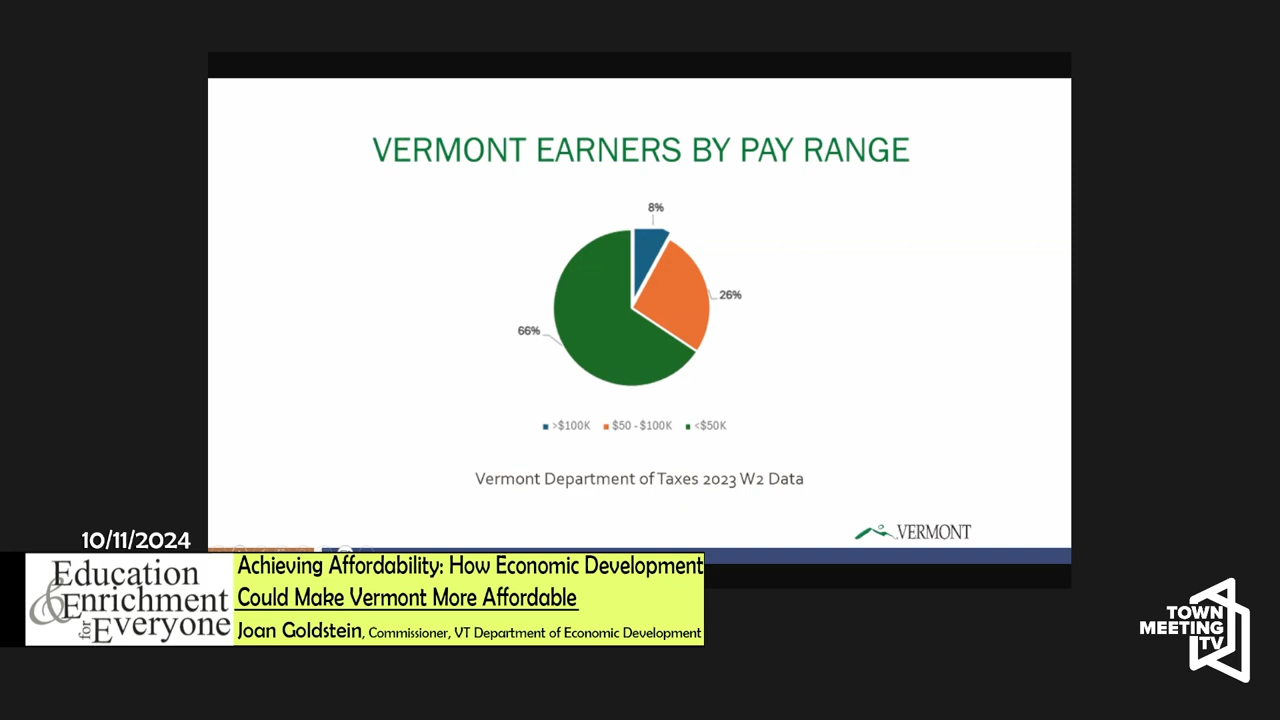 VERMONT EARNERS BY PAY RANGE
8%
26%
66%
>$100K $50 - $100K <$50K
Vermont Department of Taxes 2023 W2 Data
VERMONT
10/11/2024
Education
& Enrichment
for Everyone
Achieving Affordability: How Economic Development
Could Make Vermont More Affordable
Joan Goldstein, Commissioner, VT Department of Economic Development
TOWN
MEETING
TV